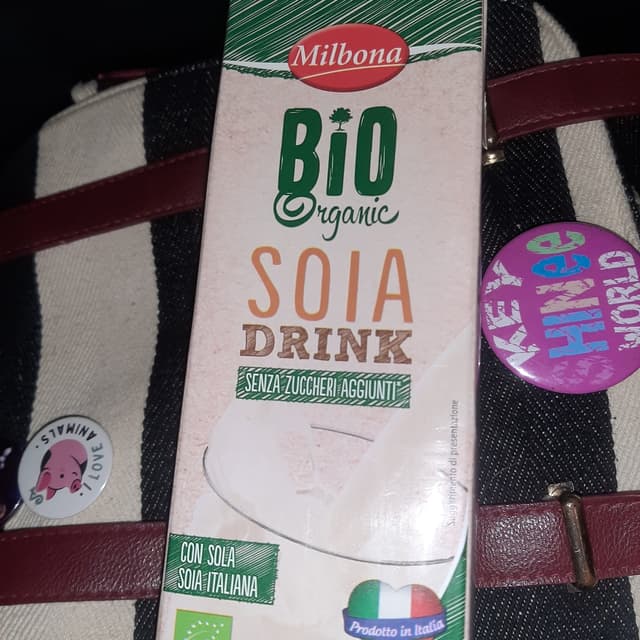 Milbona
BiO
Organic
SOIA
DRINK
SENZA ZUCCHERI AGGIUNTI*
Suggerimento di presentazione
CON SOLA
SOIA ITALIANA
Prodotto in Italia
KEY
HiNee
WORLD
I LOVE
ANIMALS